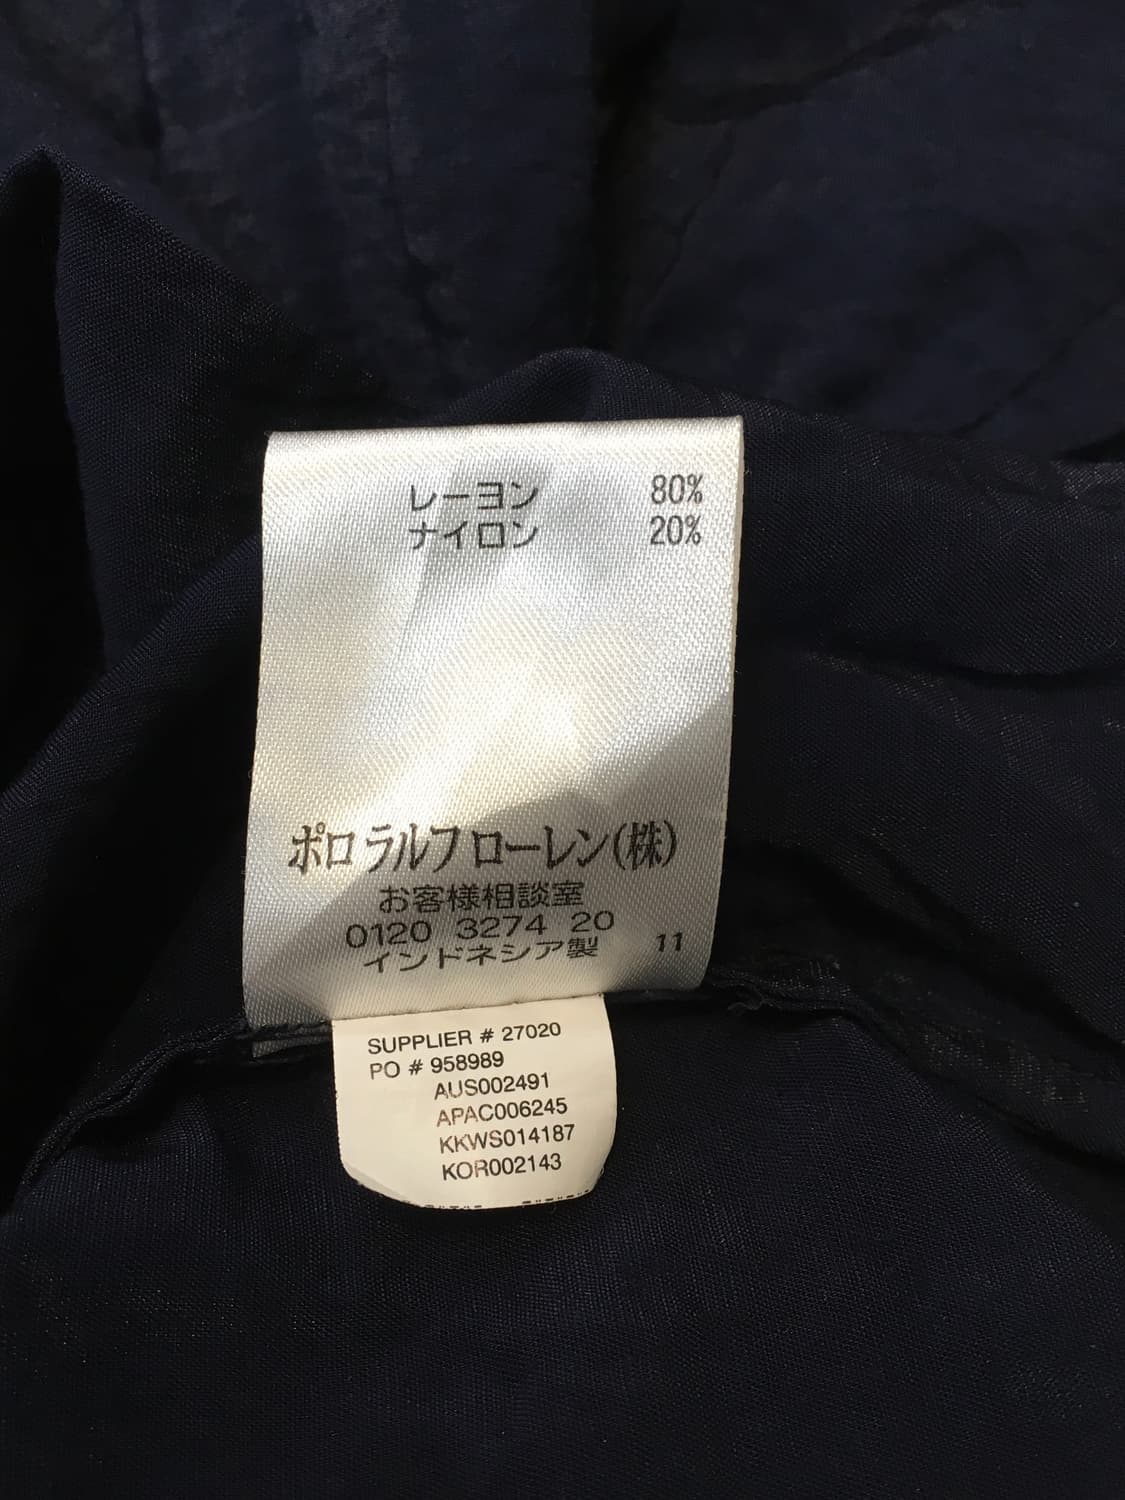 レーヨン 80%
ナイロン 20%
ポロ ラルフ ローレン(株)
お客様相談室
0120 3274 20
インドネシア製 11
SUPPLIER # 27020
PO # 958989
AUS002491
APAC006245
KKWS014187
KOR002143